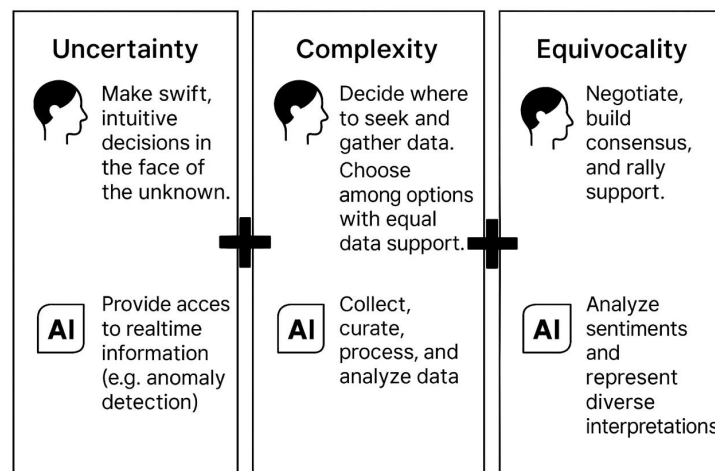 Uncertainty
Make swift,
intuitive
decisions in
the face of
the unknown.
AI
Provide acces
to realtime
information
(e.g. anomaly
detection)
Complexity
Decide where
to seek and
gather data.
Choose
among options
with equal
data support.
AI
Collect,
curate,
process, and
analyze data
Equivocality
Negotiate,
build
consensus,
and rally
support.
AI
Analyze
sentiments
and
represent
diverse
interpretations